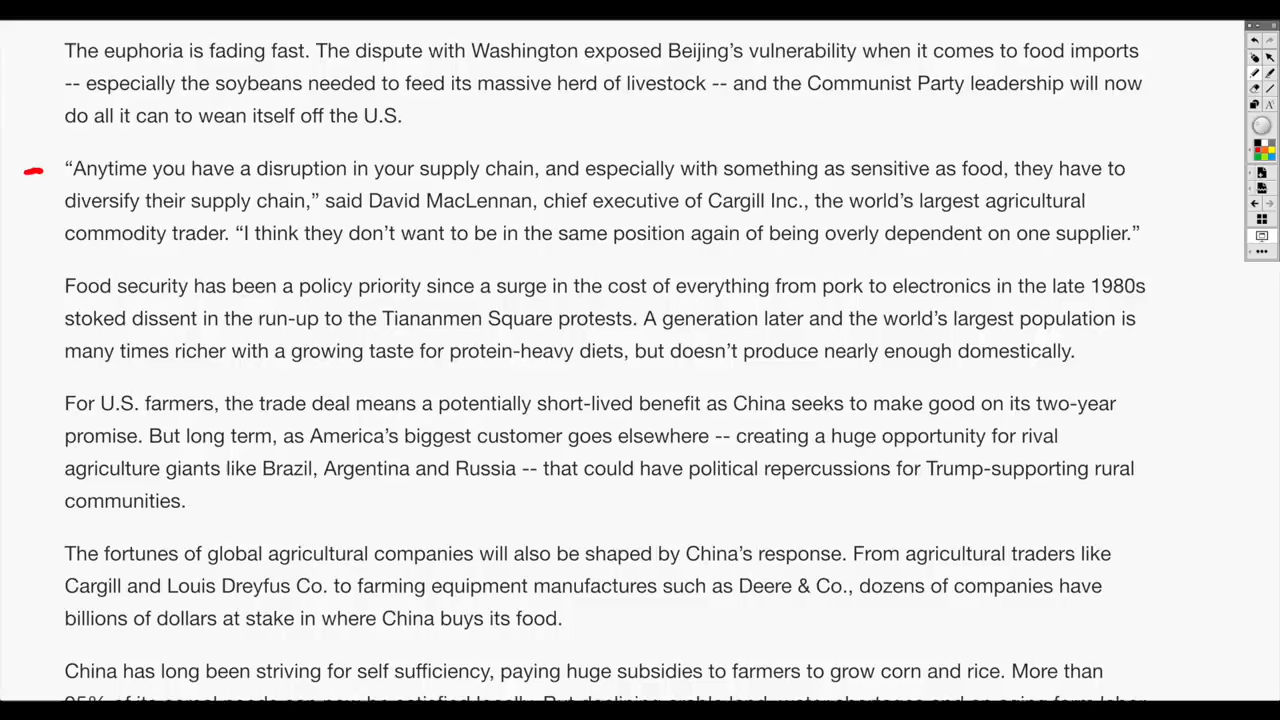 The euphoria is fading fast. The dispute with Washington exposed Beijing’s vulnerability when it comes to food imports
-- especially the soybeans needed to feed its massive herd of livestock -- and the Communist Party leadership will now
do all it can to wean itself off the U.S.
“Anytime you have a disruption in your supply chain, and especially with something as sensitive as food, they have to
diversify their supply chain,” said David MacLennan, chief executive of Cargill Inc., the world’s largest agricultural
commodity trader. “I think they don’t want to be in the same position again of being overly dependent on one supplier.”
Food security has been a policy priority since a surge in the cost of everything from pork to electronics in the late 1980s
stoked dissent in the run-up to the Tiananmen Square protests. A generation later and the world’s largest population is
many times richer with a growing taste for protein-heavy diets, but doesn’t produce nearly enough domestically.
For U.S. farmers, the trade deal means a potentially short-lived benefit as China seeks to make good on its two-year
promise. But long term, as America’s biggest customer goes elsewhere -- creating a huge opportunity for rival
agriculture giants like Brazil, Argentina and Russia -- that could have political repercussions for Trump-supporting rural
communities.
The fortunes of global agricultural companies will also be shaped by China’s response. From agricultural traders like
Cargill and Louis Dreyfus Co. to farming equipment manufactures such as Deere & Co., dozens of companies have
billions of dollars at stake in where China buys its food.
China has long been striving for self sufficiency, paying huge subsidies to farmers to grow corn and rice. More than